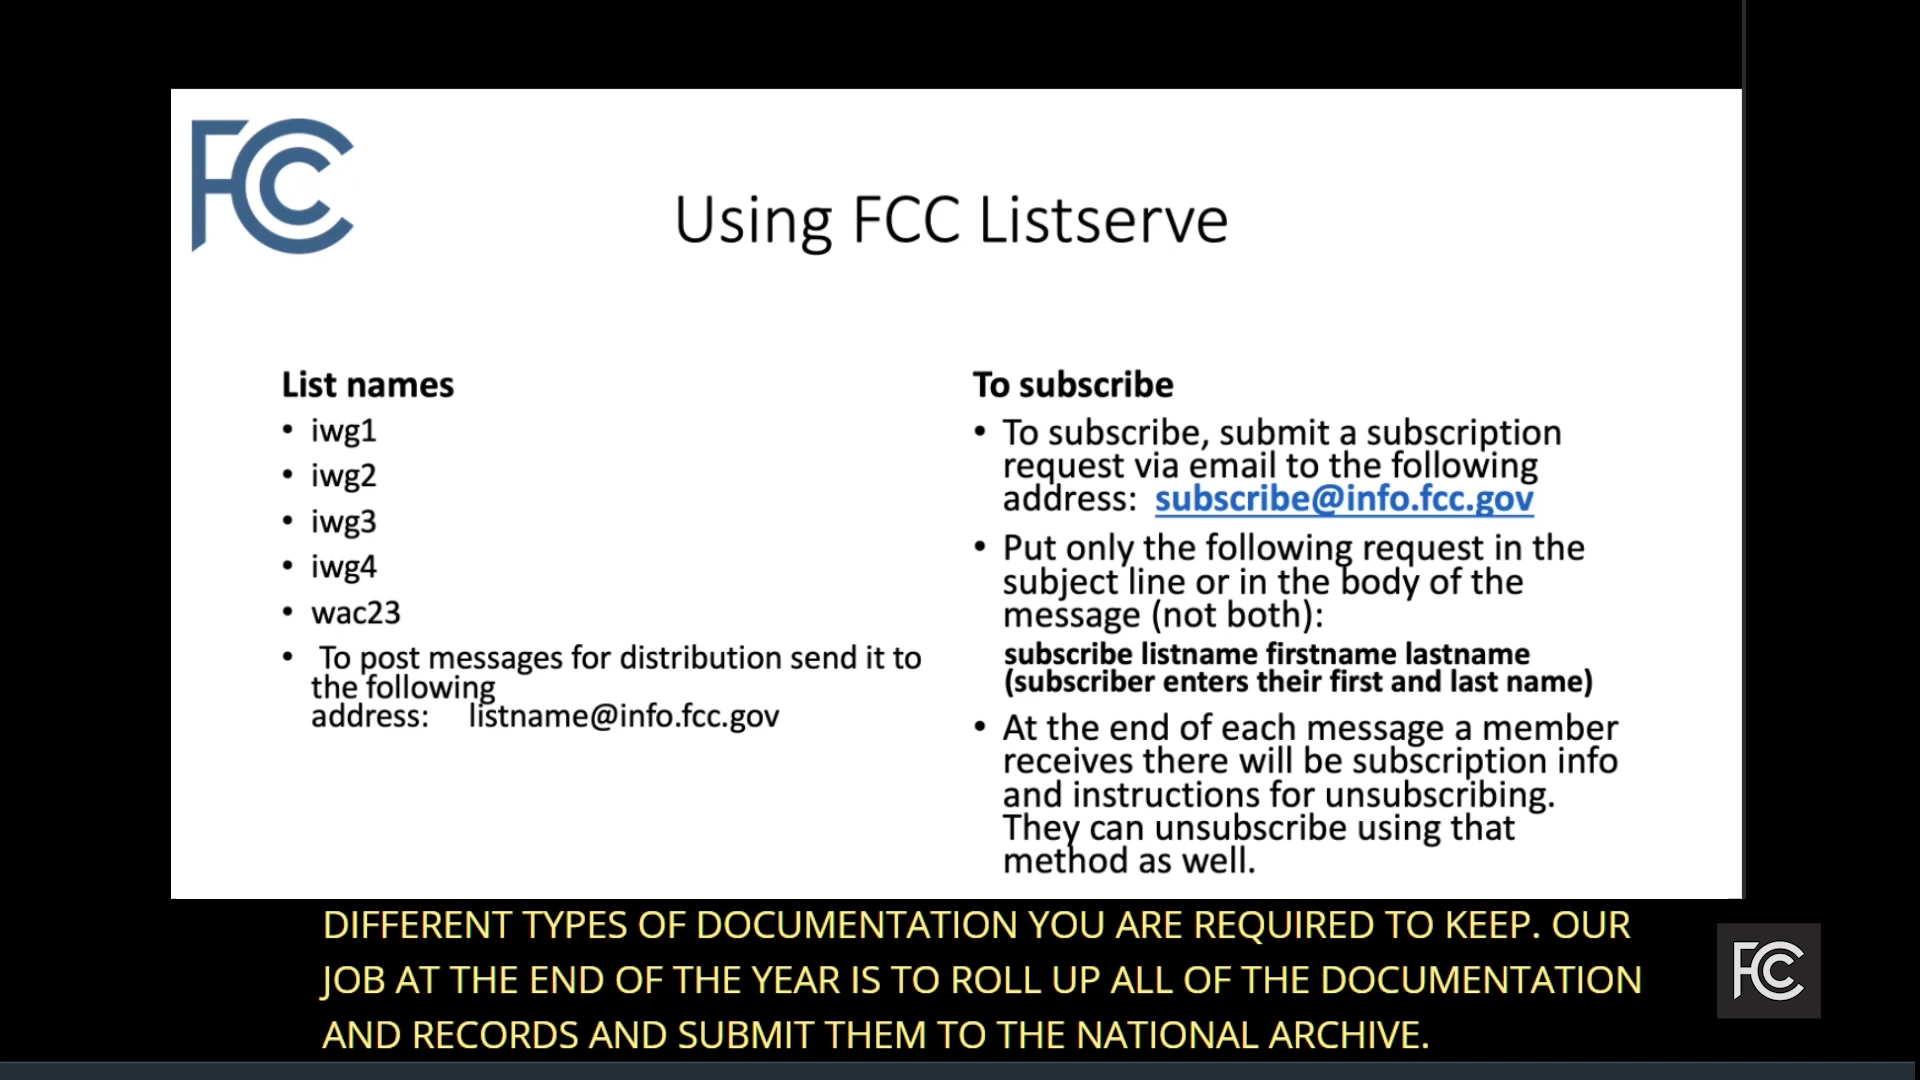 FCC
Using FCC Listserve
List names
• iwg1
• iwg2
• iwg3
• iwg4
• wac23
• To post messages for distribution send it to
the following
address: listname@info.fcc.gov
To subscribe
• To subscribe, submit a subscription
request via email to the following
address: subscribe@info.fcc.gov
• Put only the following request in the
subject line or in the body of the
message (not both):
subscribe listname firstname lastname
(subscriber enters their first and last name)
• At the end of each message a member
receives there will be subscription info
and instructions for unsubscribing.
They can unsubscribe using that
method as well.
DIFFERENT TYPES OF DOCUMENTATION YOU ARE REQUIRED TO KEEP. OUR
JOB AT THE END OF THE YEAR IS TO ROLL UP ALL OF THE DOCUMENTATION
AND RECORDS AND SUBMIT THEM TO THE NATIONAL ARCHIVE.
FCC